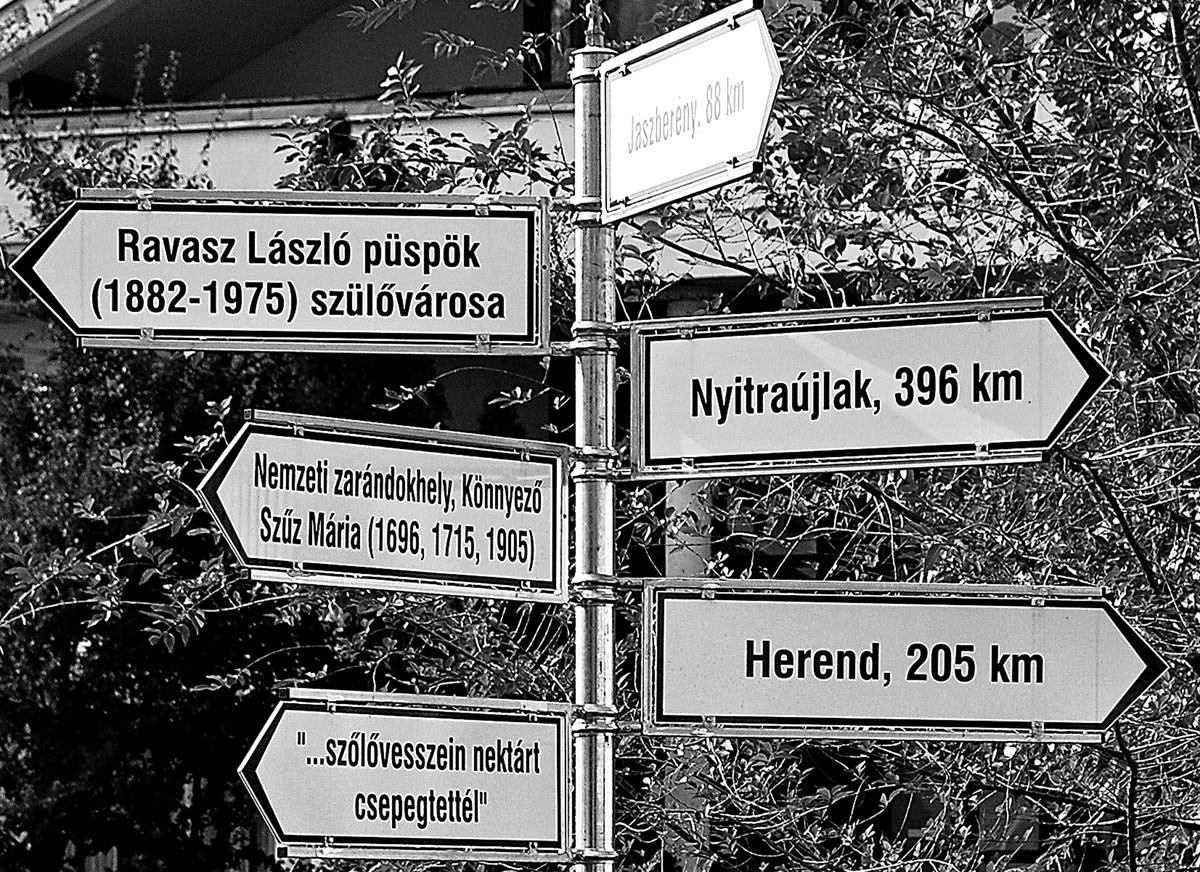 Jászberény. 88 km
Ravasz László püspök
(1882-1975) szülővárosa
Nyitraújlak, 396 km
Nemzeti zarándokhely, Könnyező
Szűz Mária (1696, 1715, 1905)
Herend, 205 km
"...szőlővesszein nektárt
csepegtettél"